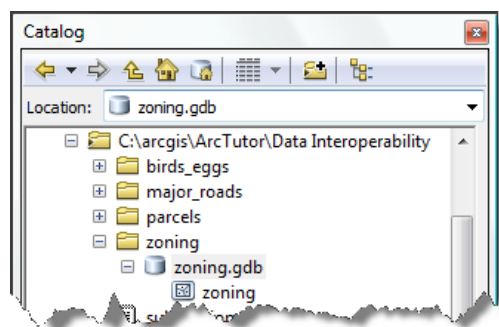 Catalog
Location: zoning.gdb
C:\arcgis\ArcTutor\Data Interoperability
birds_eggs
major_roads
parcels
zoning
zoning.gdb
zoning